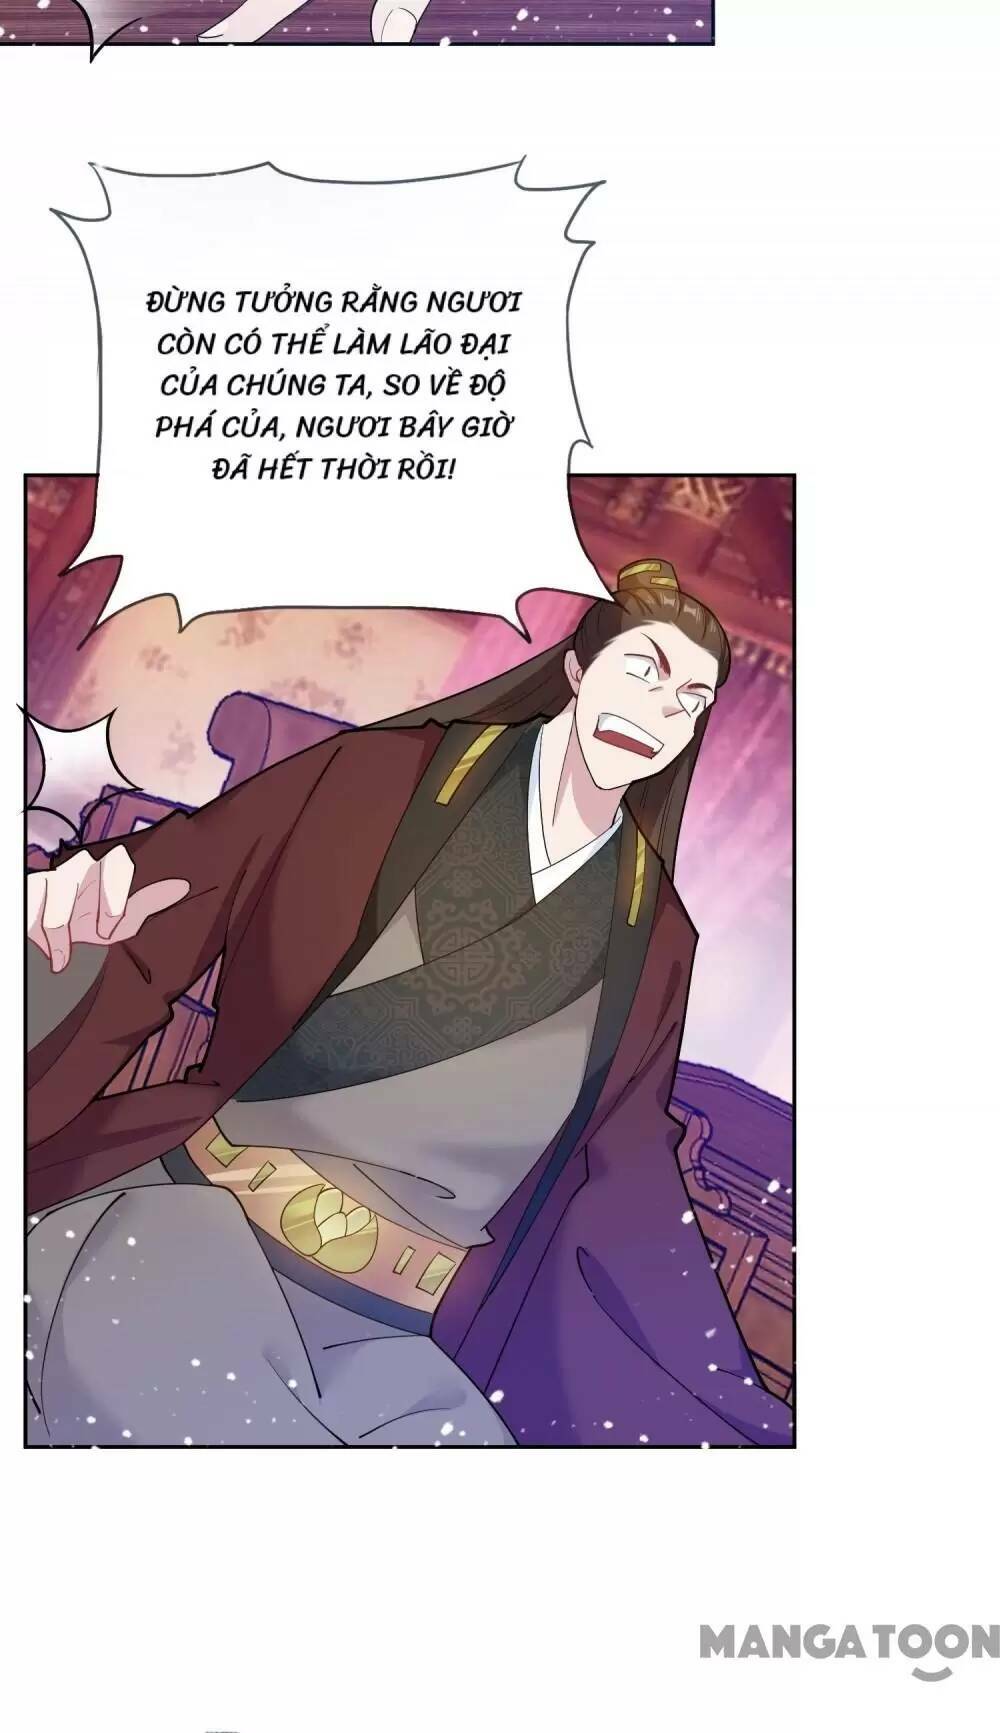 ĐỪNG TƯỞNG RẰNG NGƯƠI
CÒN CÓ THỂ LÀM LÃO ĐẠI
CỦA CHÚNG TA, SO VỀ ĐỘ
PHÁ CỦA, NGƯƠI BÂY GIỜ
ĐÃ HẾT THỜI RỒI!
MANGATOON